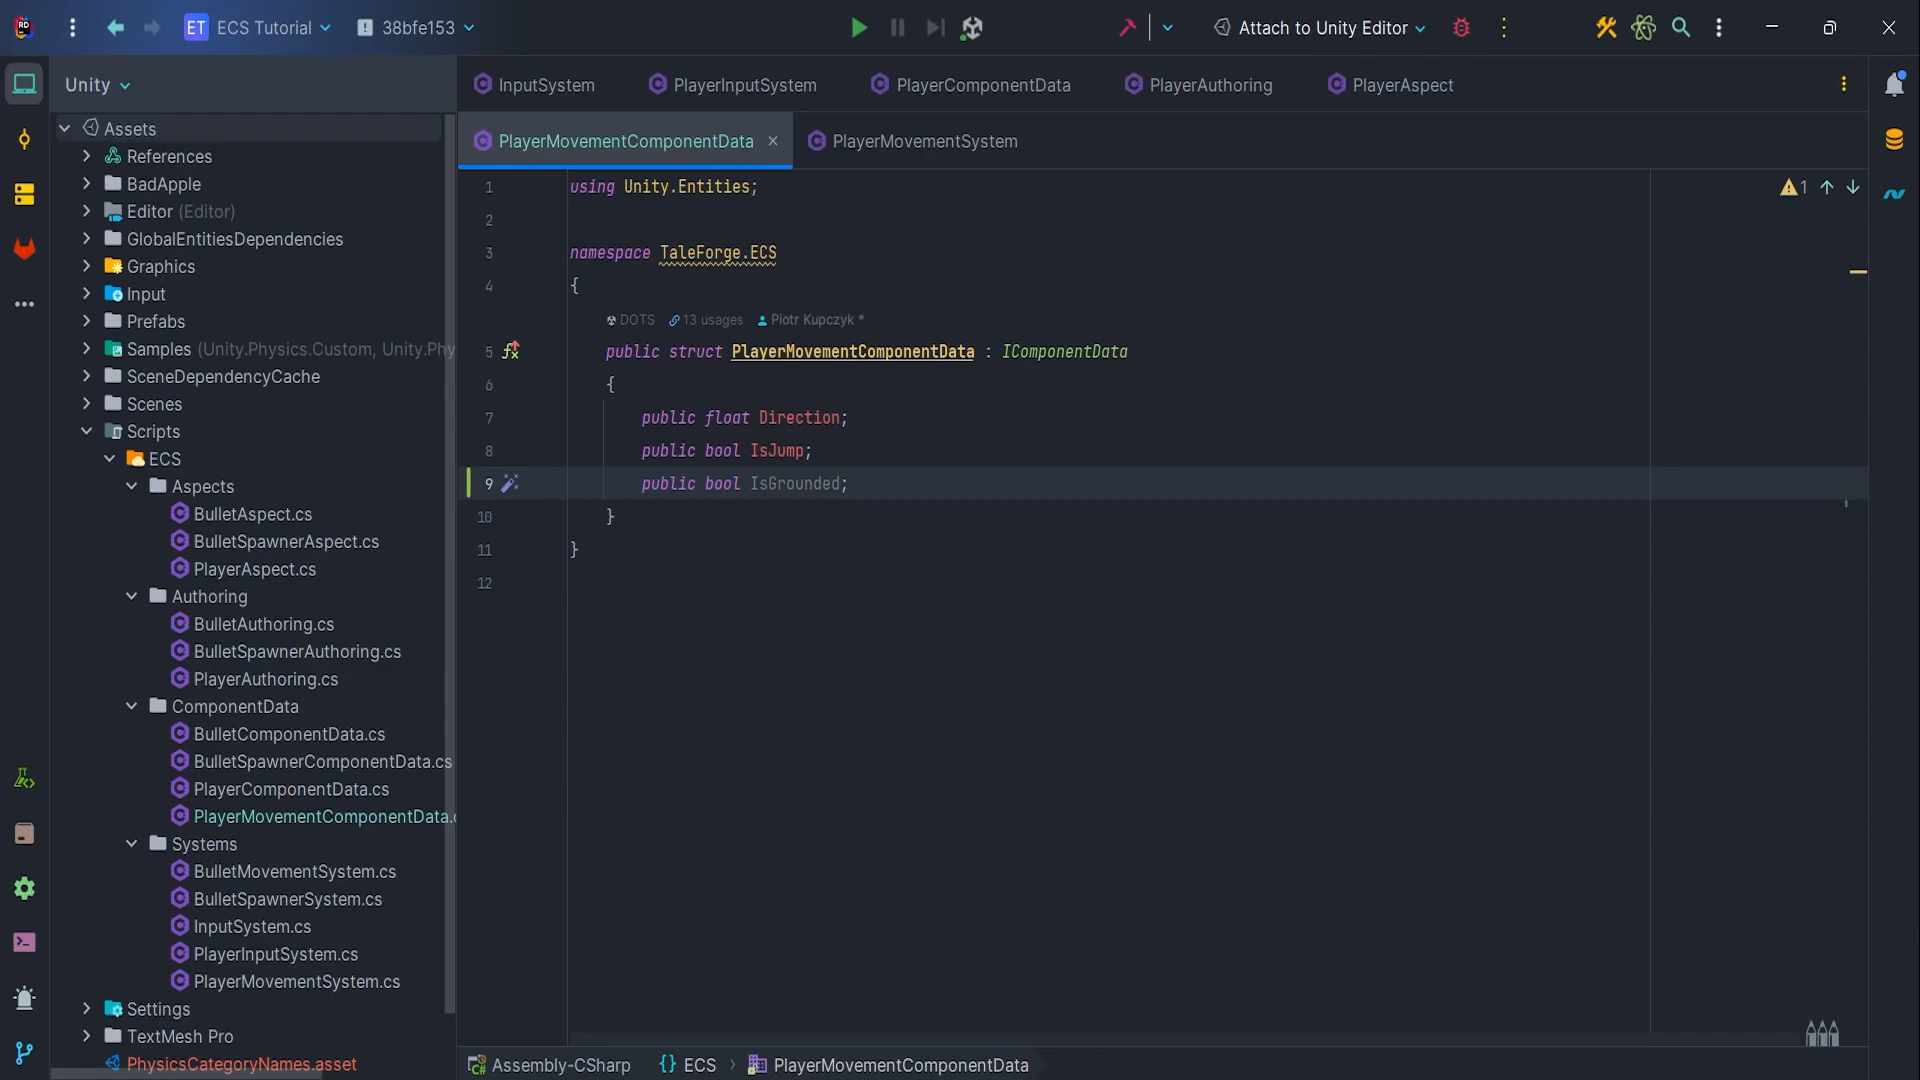 ET ECS Tutorial
38bfe153
Attach to Unity Editor
Unity
InputSystem
PlayerInputSystem
PlayerComponentData
PlayerAuthoring
PlayerAspect
PlayerMovementComponentData
PlayerMovementSystem
Assets
References
BadApple
Editor (Editor)
GlobalEntitiesDependencies
Graphics
Input
Prefabs
Samples (Unity.Physics.Custom, Unity.Phy
SceneDependencyCache
Scenes
Scripts
ECS
Aspects
BulletAspect.cs
BulletSpawnerAspect.cs
PlayerAspect.cs
Authoring
BulletAuthoring.cs
BulletSpawnerAuthoring.cs
PlayerAuthoring.cs
ComponentData
BulletComponentData.cs
BulletSpawnerComponentData.cs
PlayerComponentData.cs
PlayerMovementComponentData.c
Systems
BulletMovementSystem.cs
BulletSpawnerSystem.cs
InputSystem.cs
PlayerInputSystem.cs
PlayerMovementSystem.cs
Settings
TextMesh Pro
PhysicsCategoryNames.asset
1 using Unity.Entities;
2
3 namespace TaleForge.ECS
4 {
DOTS 13 usages Piotr Kupczyk *
5 public struct PlayerMovementComponentData : IComponentData
6 {
7 public float Direction;
8 public bool IsJump;
9 public bool IsGrounded;
10 }
11 }
12
1
Assembly-CSharp {} ECS > PlayerMovementComponentData